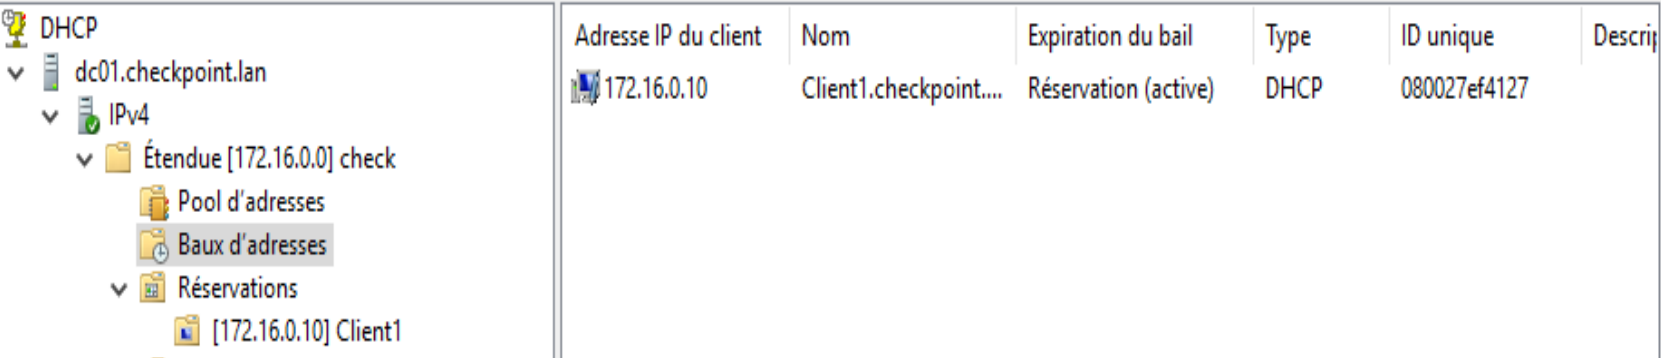 DHCP
dc01.checkpoint.lan
IPv4
Étendue [172.16.0.0] check
Pool d'adresses
Baux d'adresses
Réservations
[172.16.0.10] Client1
Adresse IP du client Nom Expiration du bail Type ID unique Descrip
172.16.0.10 Client1.checkpoint.... Réservation (active) DHCP 080027ef4127